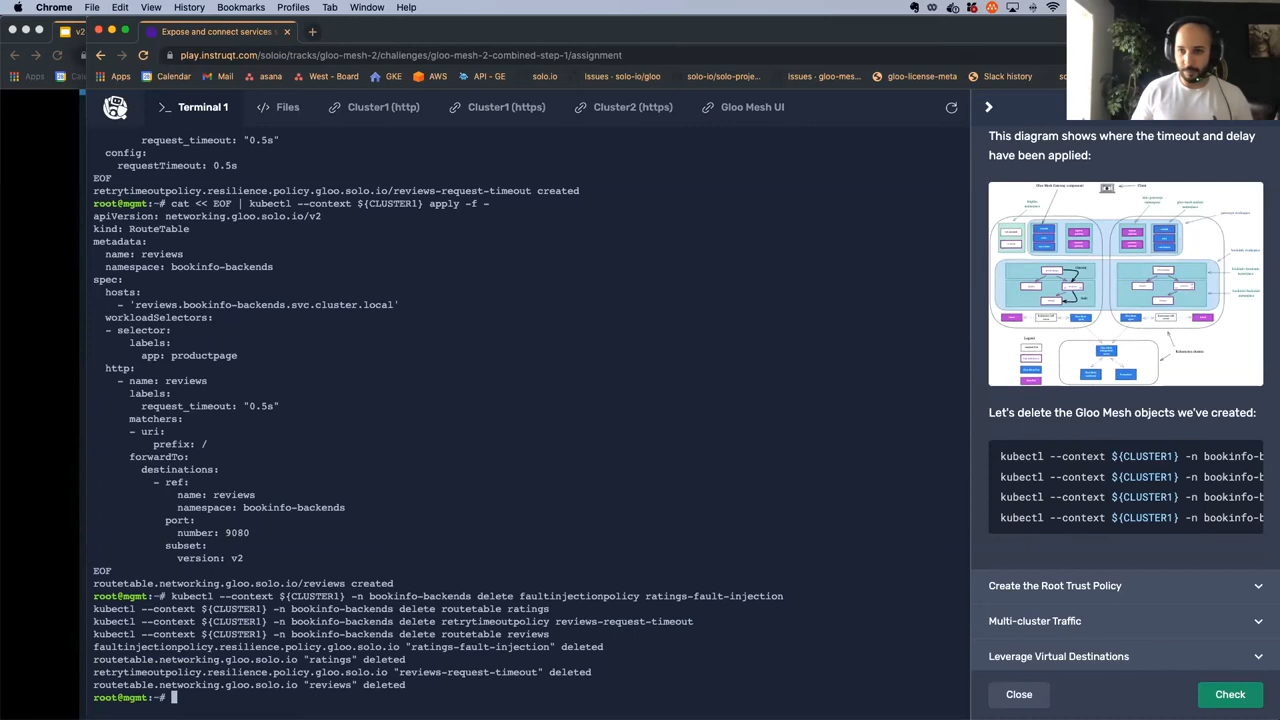 Chrome File Edit View History Bookmarks Profiles Tab Window Help
v2
Expose and connect services
play.instruqt.com/soloio/tracks/gloo-mesh-2/challenges/gloo-mesh-2-combined-step-1/assignment
Apps
Apps Calendar Mail asana West - Board GKE AWS API - GE solo.io Issues · solo-io/gloo solo-io/solo-proje... Issues · gloo-mes... gloo-license-meta Slack history
Terminal 1 Files Cluster1 (http) Cluster1 (https) Cluster2 (https) Gloo Mesh UI
request_timeout: "0.5s"
config:
requestTimeout: 0.5s
EOF
retrytimeoutpolicy.resilience.policy.gloo.solo.io/reviews-request-timeout created
root@mgmt:~# cat << EOF | kubectl --context ${CLUSTER1} apply -f -
apiVersion: networking.gloo.solo.io/v2
kind: RouteTable
metadata:
name: reviews
namespace: bookinfo-backends
spec:
hosts:
- 'reviews.bookinfo-backends.svc.cluster.local'
workloadSelectors:
- selector:
labels:
app: productpage
http:
- name: reviews
labels:
request_timeout: "0.5s"
matchers:
- uri:
prefix: /
forwardTo:
destinations:
- ref:
name: reviews
namespace: bookinfo-backends
port:
number: 9080
subset:
version: v2
EOF
routetable.networking.gloo.solo.io/reviews created
root@mgmt:~# kubectl --context ${CLUSTER1} -n bookinfo-backends delete faultinjectionpolicy ratings-fault-injection
kubectl --context ${CLUSTER1} -n bookinfo-backends delete routetable ratings
kubectl --context ${CLUSTER1} -n bookinfo-backends delete retrytimeoutpolicy reviews-request-timeout
kubectl --context ${CLUSTER1} -n bookinfo-backends delete routetable reviews
faultinjectionpolicy.resilience.policy.gloo.solo.io "ratings-fault-injection" deleted
routetable.networking.gloo.solo.io "ratings" deleted
retrytimeoutpolicy.resilience.policy.gloo.solo.io "reviews-request-timeout" deleted
routetable.networking.gloo.solo.io "reviews" deleted
root@mgmt:~#
This diagram shows where the timeout and delay
have been applied:
Let's delete the Gloo Mesh objects we've created:
kubectl --context ${CLUSTER1} -n bookinfo-b
kubectl --context ${CLUSTER1} -n bookinfo-b
kubectl --context ${CLUSTER1} -n bookinfo-b
kubectl --context ${CLUSTER1} -n bookinfo-b
Create the Root Trust Policy
Multi-cluster Traffic
Leverage Virtual Destinations
Close Check